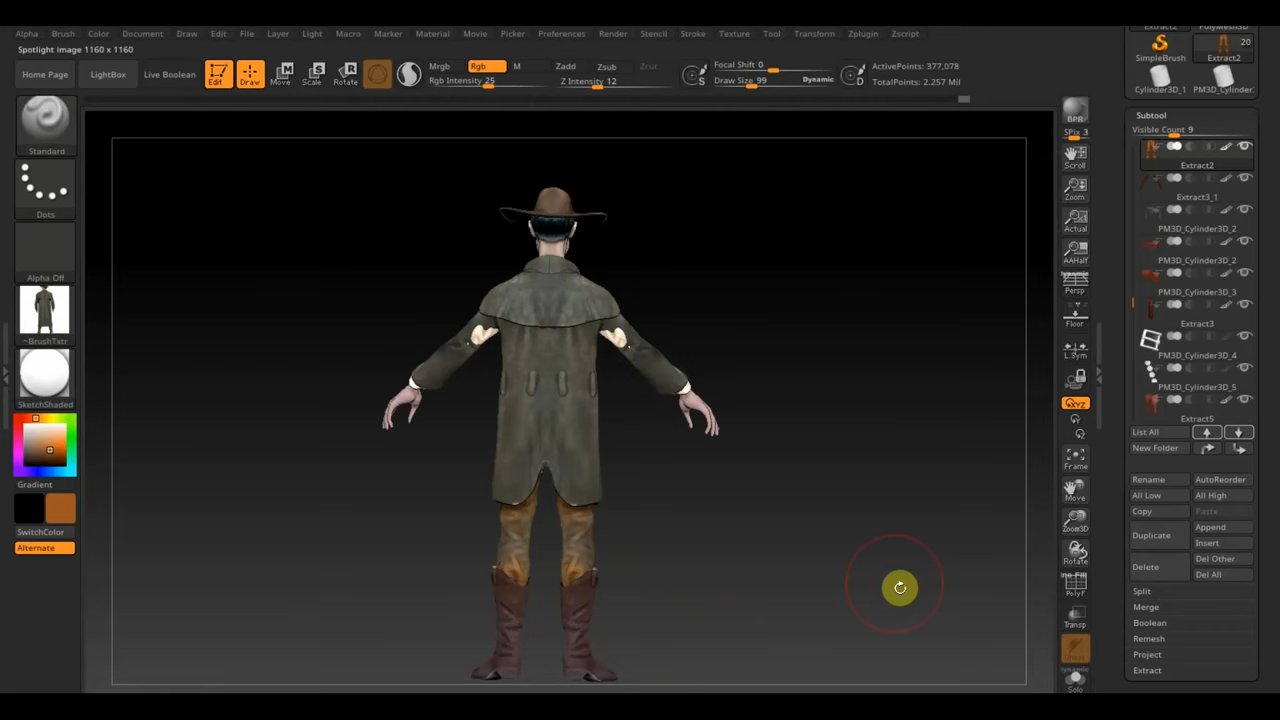 Alpha Brush Color Document Draw Edit File Layer Light Macro Marker Material Movie Picker Preferences Render Stencil Stroke Texture Tool Transform Zplugin Zscript
Spotlight image 1160 x 1160
Home Page
LightBox
Live Boolean
Edit
Draw
Move
Scale
Rotate
Mrgb
Rgb
M
Rgb Intensity 25
Zadd
Zsub
Zcut
Z Intensity 12
S
Focal Shift 0
Draw Size 99
Dynamic
D
ActivePoints: 377,078
TotalPoints: 2.257 Mil
Standard
Dots
Alpha Off
~BrushTxtr
SketchShaded
Gradient
SwitchColor
Alternate
BPR
SPix 3
Scroll
Zoom
Actual
AAHalf
Dynamic
Persp
Floor
L.Sym
XYZ
Y
Z
Frame
Move
Zoom3D
Rotate
PolyF
Transp
Dynamic
Solo
SimpleBrush
20
Extract2
Cylinder3D_1
PM3D_Cylinder
Subtool
Visible Count 9
Extract2
Extract3_1
PM3D_Cylinder3D_2
PM3D_Cylinder3D_2
PM3D_Cylinder3D_3
Extract3
PM3D_Cylinder3D_4
PM3D_Cylinder3D_5
Extract5
List All
New Folder
Rename
AutoReorder
All Low
All High
Copy
Paste
Duplicate
Append
Insert
Delete
Del Other
Del All
Split
Merge
Boolean
Remesh
Project
Extract